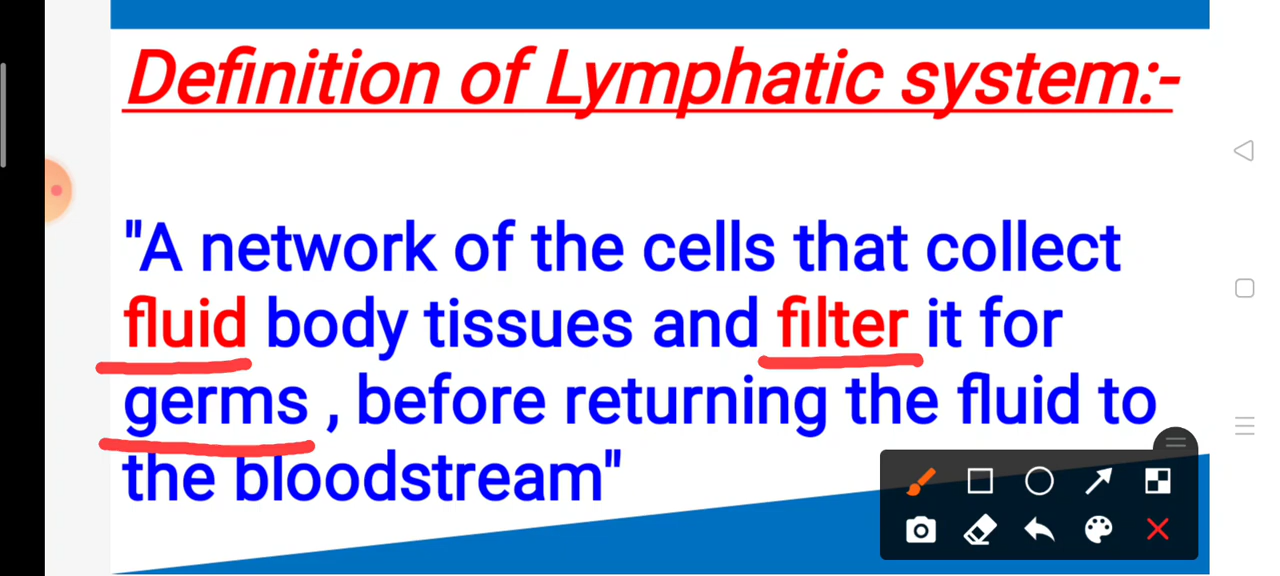 Definition of Lymphatic system:-
"A network of the cells that collect
fluid body tissues and filter it for
germs , before returning the fluid to
the bloodstream"